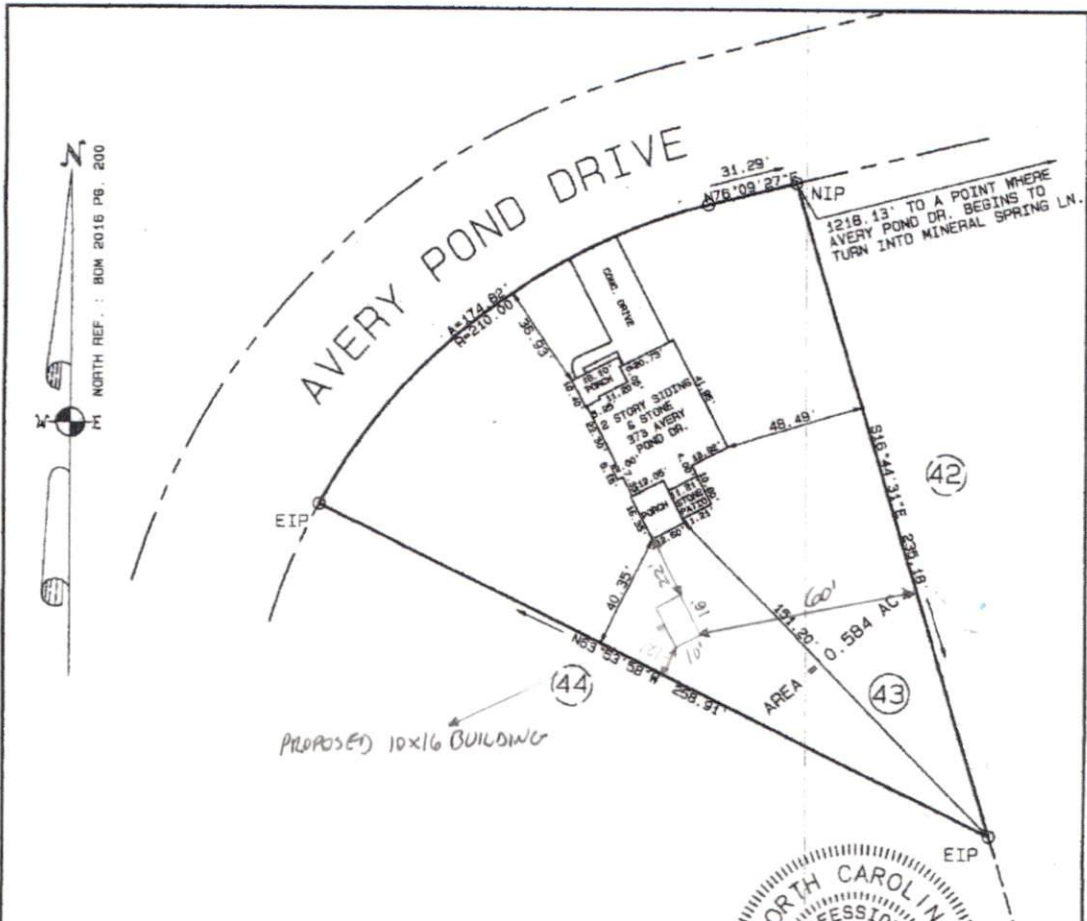 N
NORTH REF.: BOM 2016 PG. 200
W E
AVERY POND DRIVE
31.29'
N76°09'27"E
NIP
1218.13' TO A POINT WHERE
AVERY POND DR. BEGINS TO
TURN INTO MINERAL SPRING LN.
A=174.82'
R=210.00'
38.93'
CONC. DRIVE
PORCH
2 STORY SIDING
& STONE
373 AVERY
POND DR.
48.49'
S16°44'31"E 235.18'
42
PORCH
STONE
PATIO
EIP
40.35'
22'
16'
10'
12'
60'
151.20'
AREA = 0.584 AC
43
N63°53'58"W 258.91'
44
PROPOSED 10x16 BUILDING
EIP
NORTH CAROLIN
FESSIO